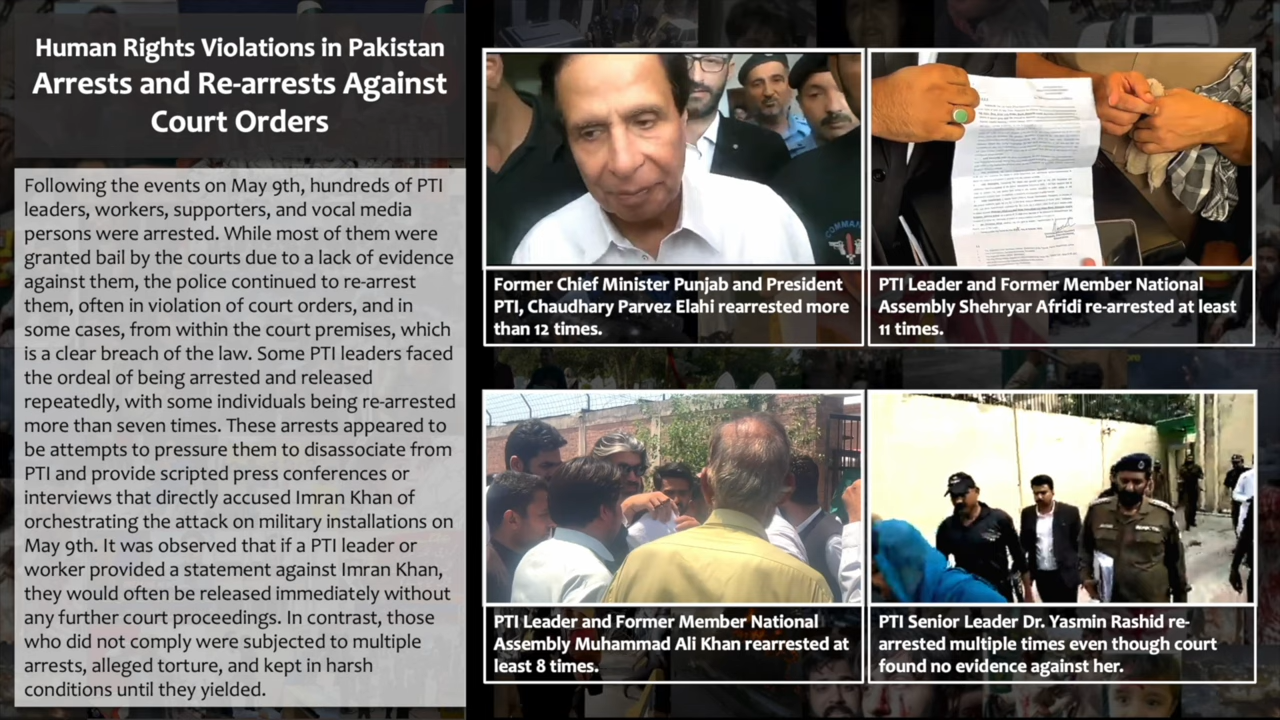 Human Rights Violations in Pakistan
Arrests and Re-arrests Against
Court Orders
Following the events on May 9th, hundreds of PTI
leaders, workers, supporters, and vocal media
persons were arrested. While most of them were
granted bail by the courts due to a lack of evidence
against them, the police continued to re-arrest
them, often in violation of court orders, and in
some cases, from within the court premises, which
is a clear breach of the law. Some PTI leaders faced
the ordeal of being arrested and released
repeatedly, with some individuals being re-arrested
more than seven times. These arrests appeared to
be attempts to pressure them to disassociate from
PTI and provide scripted press conferences or
interviews that directly accused Imran Khan of
orchestrating the attack on military installations on
May 9th. It was observed that if a PTI leader or
worker provided a statement against Imran Khan,
they would often be released immediately without
any further court proceedings. In contrast, those
who did not comply were subjected to multiple
arrests, alleged torture, and kept in harsh
conditions until they yielded.
Former Chief Minister Punjab and President
PTI, Chaudhary Parvez Elahi rearrested more
than 12 times.
PTI Leader and Former Member National
Assembly Shehryar Afridi re-arrested at least
11 times.
PTI Leader and Former Member National
Assembly Muhammad Ali Khan rearrested at
least 8 times.
PTI Senior Leader Dr. Yasmin Rashid re-
arrested multiple times even though court
found no evidence against her.